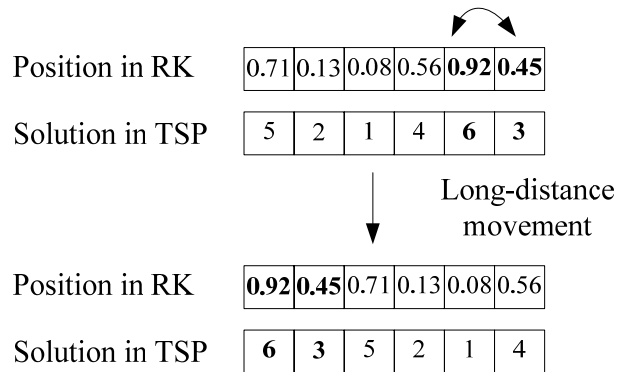 Position in RK 0.71 0.13 0.08 0.56 0.92 0.45
Solution in TSP 5 2 1 4 6 3
Long-distance
movement
Position in RK 0.92 0.45 0.71 0.13 0.08 0.56
Solution in TSP 6 3 5 2 1 4